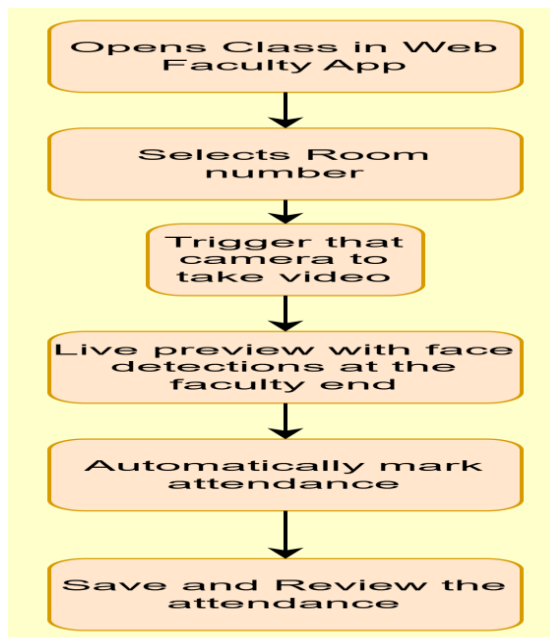 Opens Class in Web
Faculty App
Selects Room
number
Trigger that
camera to
take video
Live preview with face
detections at the
faculty end
Automatically mark
attendance
Save and Review the
attendance